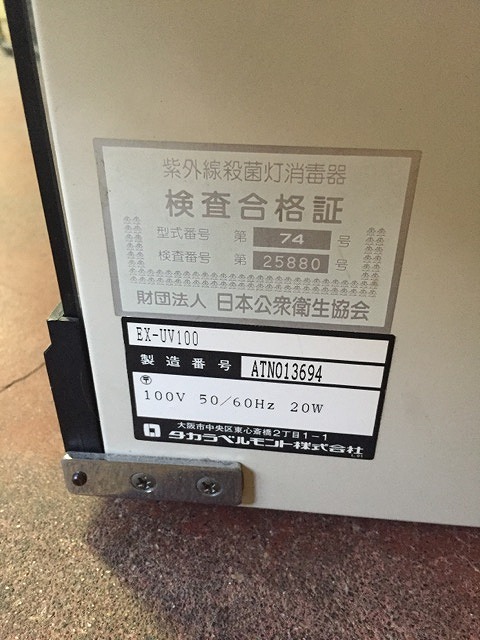 紫外線殺菌灯消毒器
検査合格証
型式番号 第 74 号
検査番号 第 25880 号
財団法人 日本公衆衛生協会
EX-UV100
製造番号 ATN013694
〒
100V 50/60Hz 20W
大阪市中央区東心斎橋2丁目1-1
タカラベルモント株式会社